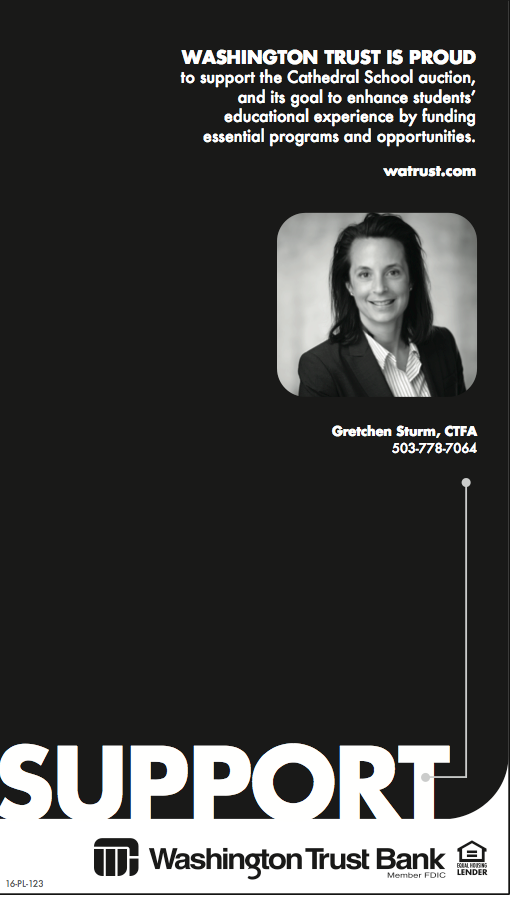 WASHINGTON TRUST IS PROUD
to support the Cathedral School auction,
and its goal to enhance students’
educational experience by funding
essential programs and opportunities.
watrust.com
Gretchen Sturm, CTFA
503-778-7064
SUPPORT
Washington Trust Bank
Member FDIC
EQUAL HOUSING
LENDER
16-PL-123